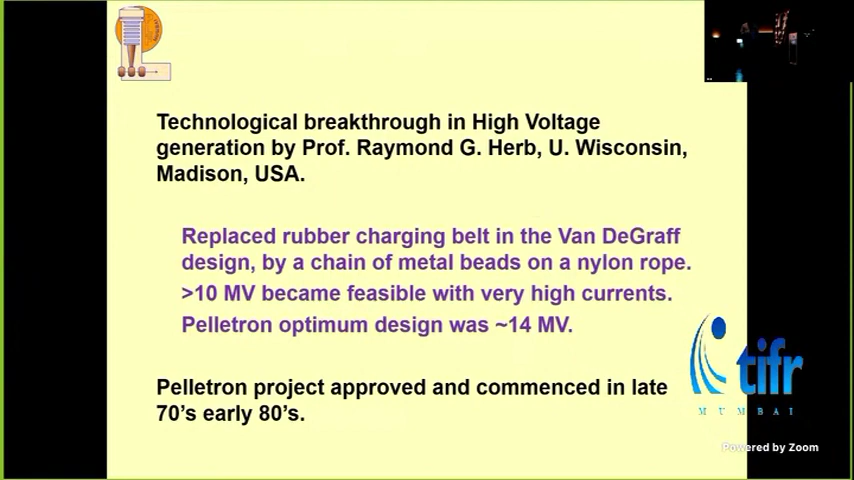 Technological breakthrough in High Voltage
generation by Prof. Raymond G. Herb, U. Wisconsin,
Madison, USA.
Replaced rubber charging belt in the Van DeGraff
design, by a chain of metal beads on a nylon rope.
>10 MV became feasible with very high currents.
Pelletron optimum design was ~14 MV.
Pelletron project approved and commenced in late
70's early 80's.
tifr
MUMBAI
Powered by Zoom